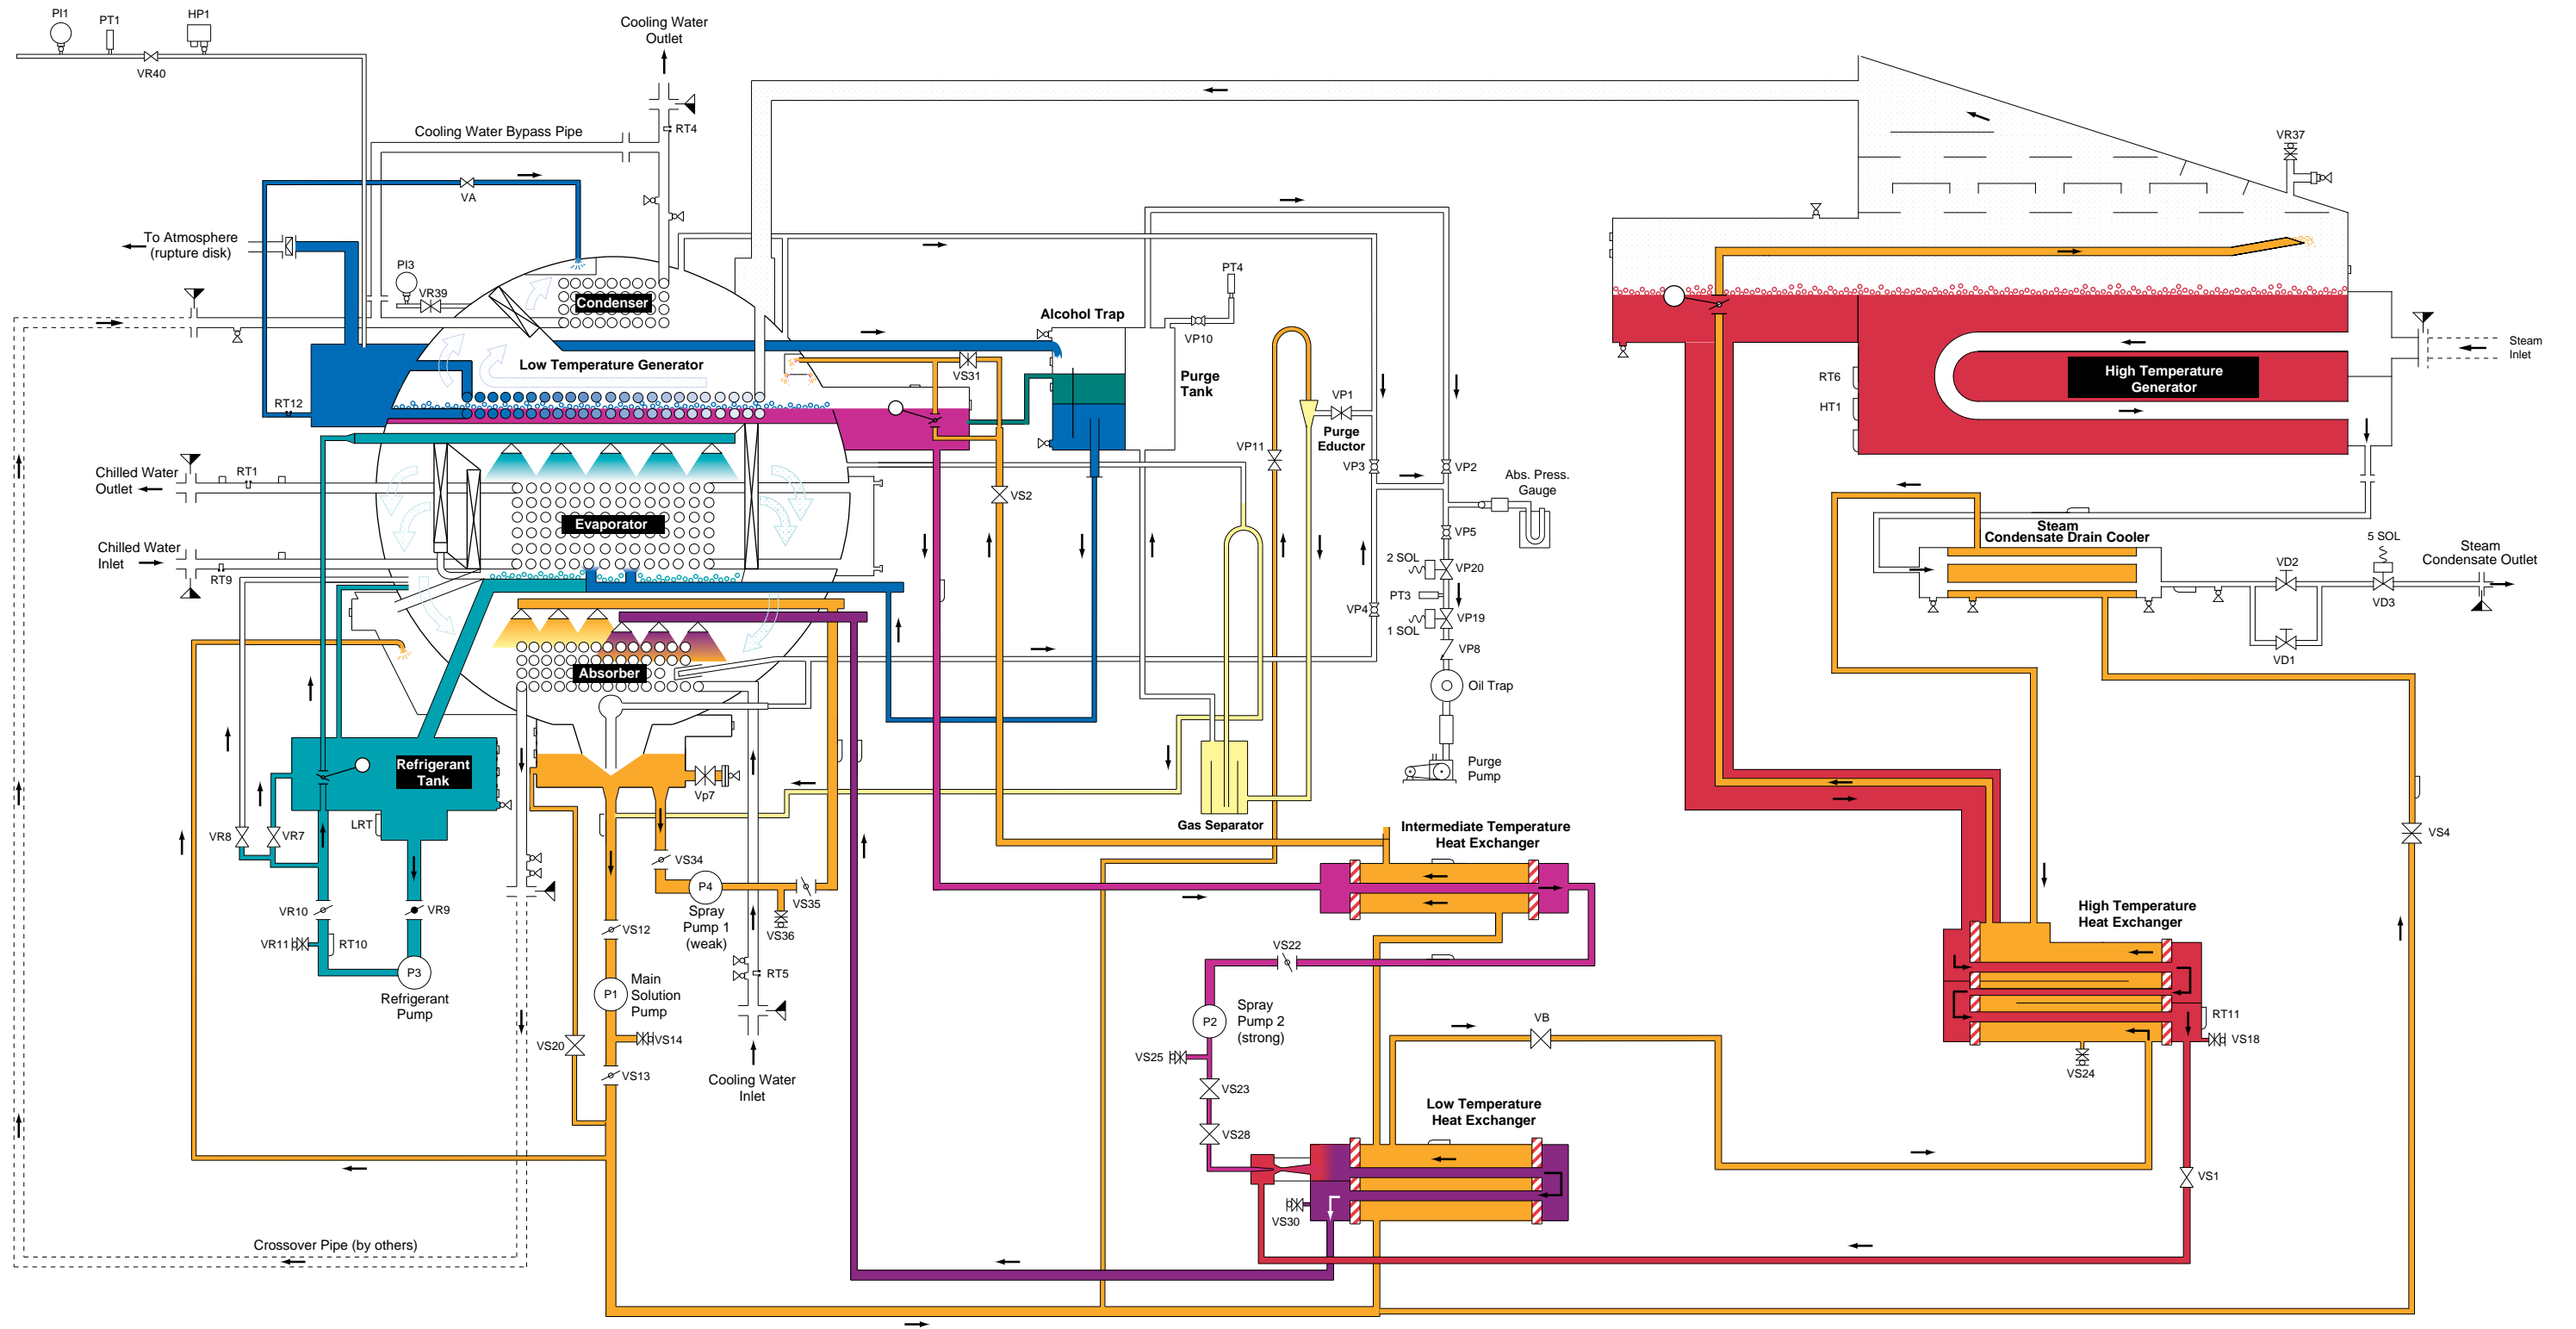 PI1
PT1
HP1
VR40
Cooling Water
Outlet
RT4
Cooling Water Bypass Pipe
VA
To Atmosphere
(rupture disk)
PI3
VR39
Condenser
Low Temperature Generator
RT12
VS31
Alcohol Trap
Purge
Tank
PT4
VP10
VP1
Purge
Eductor
VP11
VP3
VP2
Abs. Press.
Gauge
VP5
2 SOL
VP20
PT3
VP4
VP19
1 SOL
VP8
Oil Trap
Purge
Pump
VR37
Steam
Inlet
High Temperature
Generator
RT6
HT1
Chilled Water
Outlet
RT1
Evaporator
Chilled Water
Inlet
RT9
VS2
Steam
Condensate Drain Cooler
5 SOL
Steam
Condensate Outlet
VD2
VD3
VD1
Absorber
Refrigerant
Tank
Vp7
Gas Separator
VR8
VR7
LRT
VS34
P4
VS35
Spray
Pump 1
(weak)
VS36
VR10
VR9
VR11
RT10
P3
Refrigerant
Pump
VS12
P1
Main
Solution
Pump
RT5
VS20
VS14
VS13
Cooling Water
Inlet
Intermediate Temperature
Heat Exchanger
VS22
P2
Spray
Pump 2
(strong)
VS25
VS23
VS28
VB
Low Temperature
Heat Exchanger
VS30
VS4
High Temperature
Heat Exchanger
RT11
VS18
VS24
VS1
Crossover Pipe (by others)